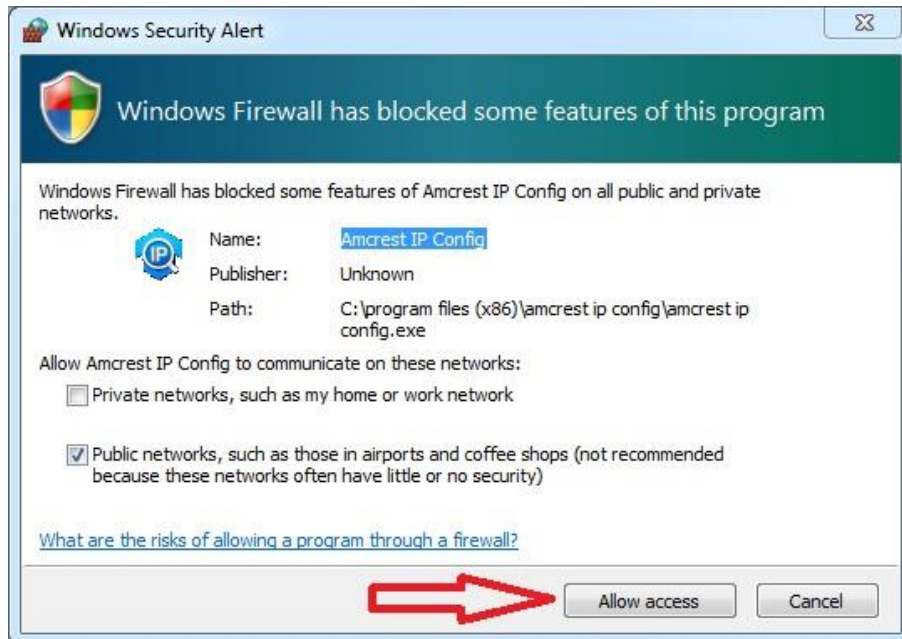 Windows Security Alert
Windows Firewall has blocked some features of this program
Windows Firewall has blocked some features of Amcrest IP Config on all public and private
networks.
IP
Name: Amcrest IP Config
Publisher: Unknown
Path: C:\program files (x86)\amcrest ip config\amcrest ip
config.exe
Allow Amcrest IP Config to communicate on these networks:
Private networks, such as my home or work network
Public networks, such as those in airports and coffee shops (not recommended
because these networks often have little or no security)
What are the risks of allowing a program through a firewall?
Allow access Cancel